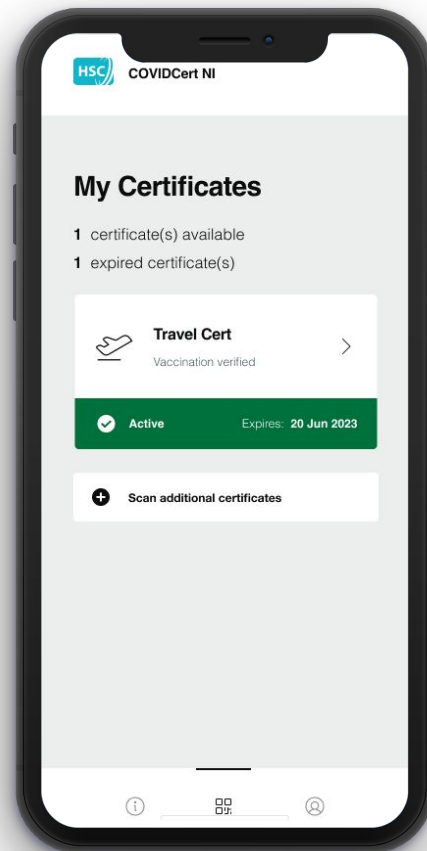 HSC COVIDCert NI
My Certificates
1 certificate(s) available
1 expired certificate(s)
Travel Cert
Vaccination verified
Active Expires: 20 Jun 2023
Scan additional certificates